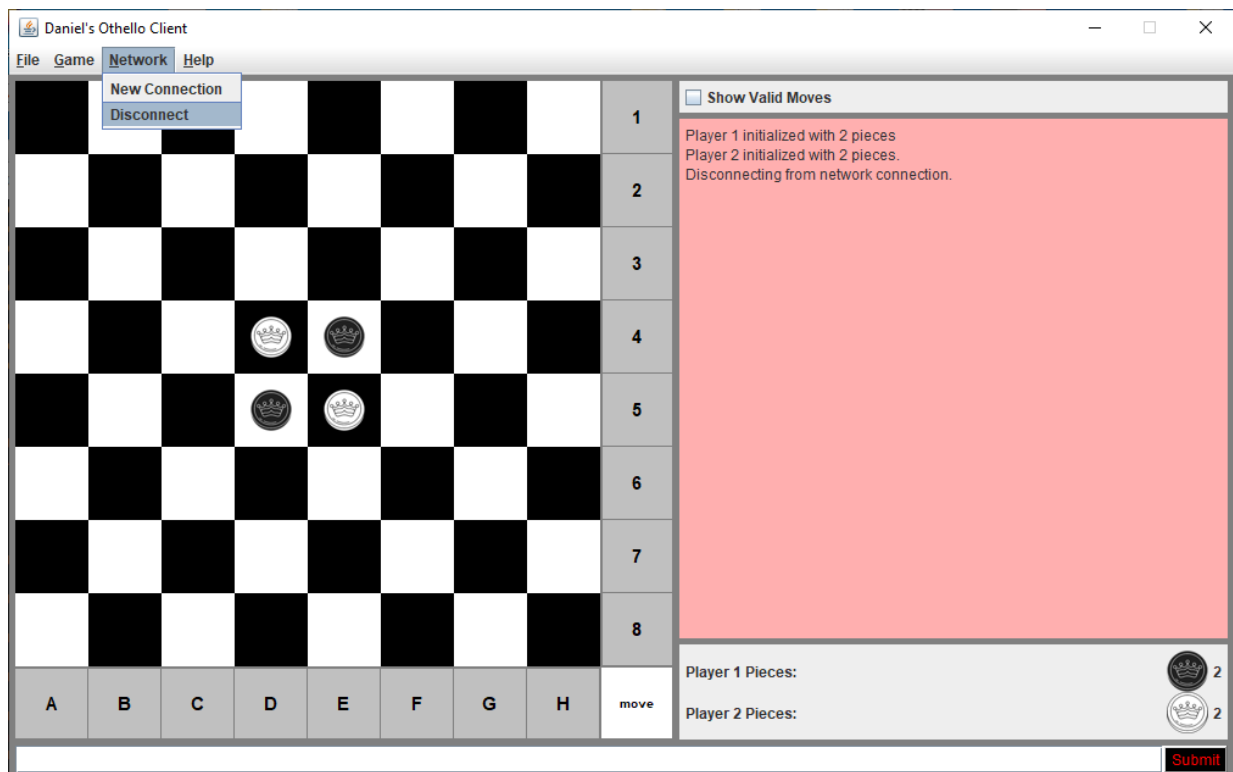 Daniel's Othello Client
File Game Network Help
New Connection
Disconnect
Show Valid Moves
Player 1 initialized with 2 pieces
Player 2 initialized with 2 pieces.
Disconnecting from network connection.
1
2
3
4
5
6
7
8
A B C D E F G H move
Player 1 Pieces: 2
Player 2 Pieces: 2
Submit